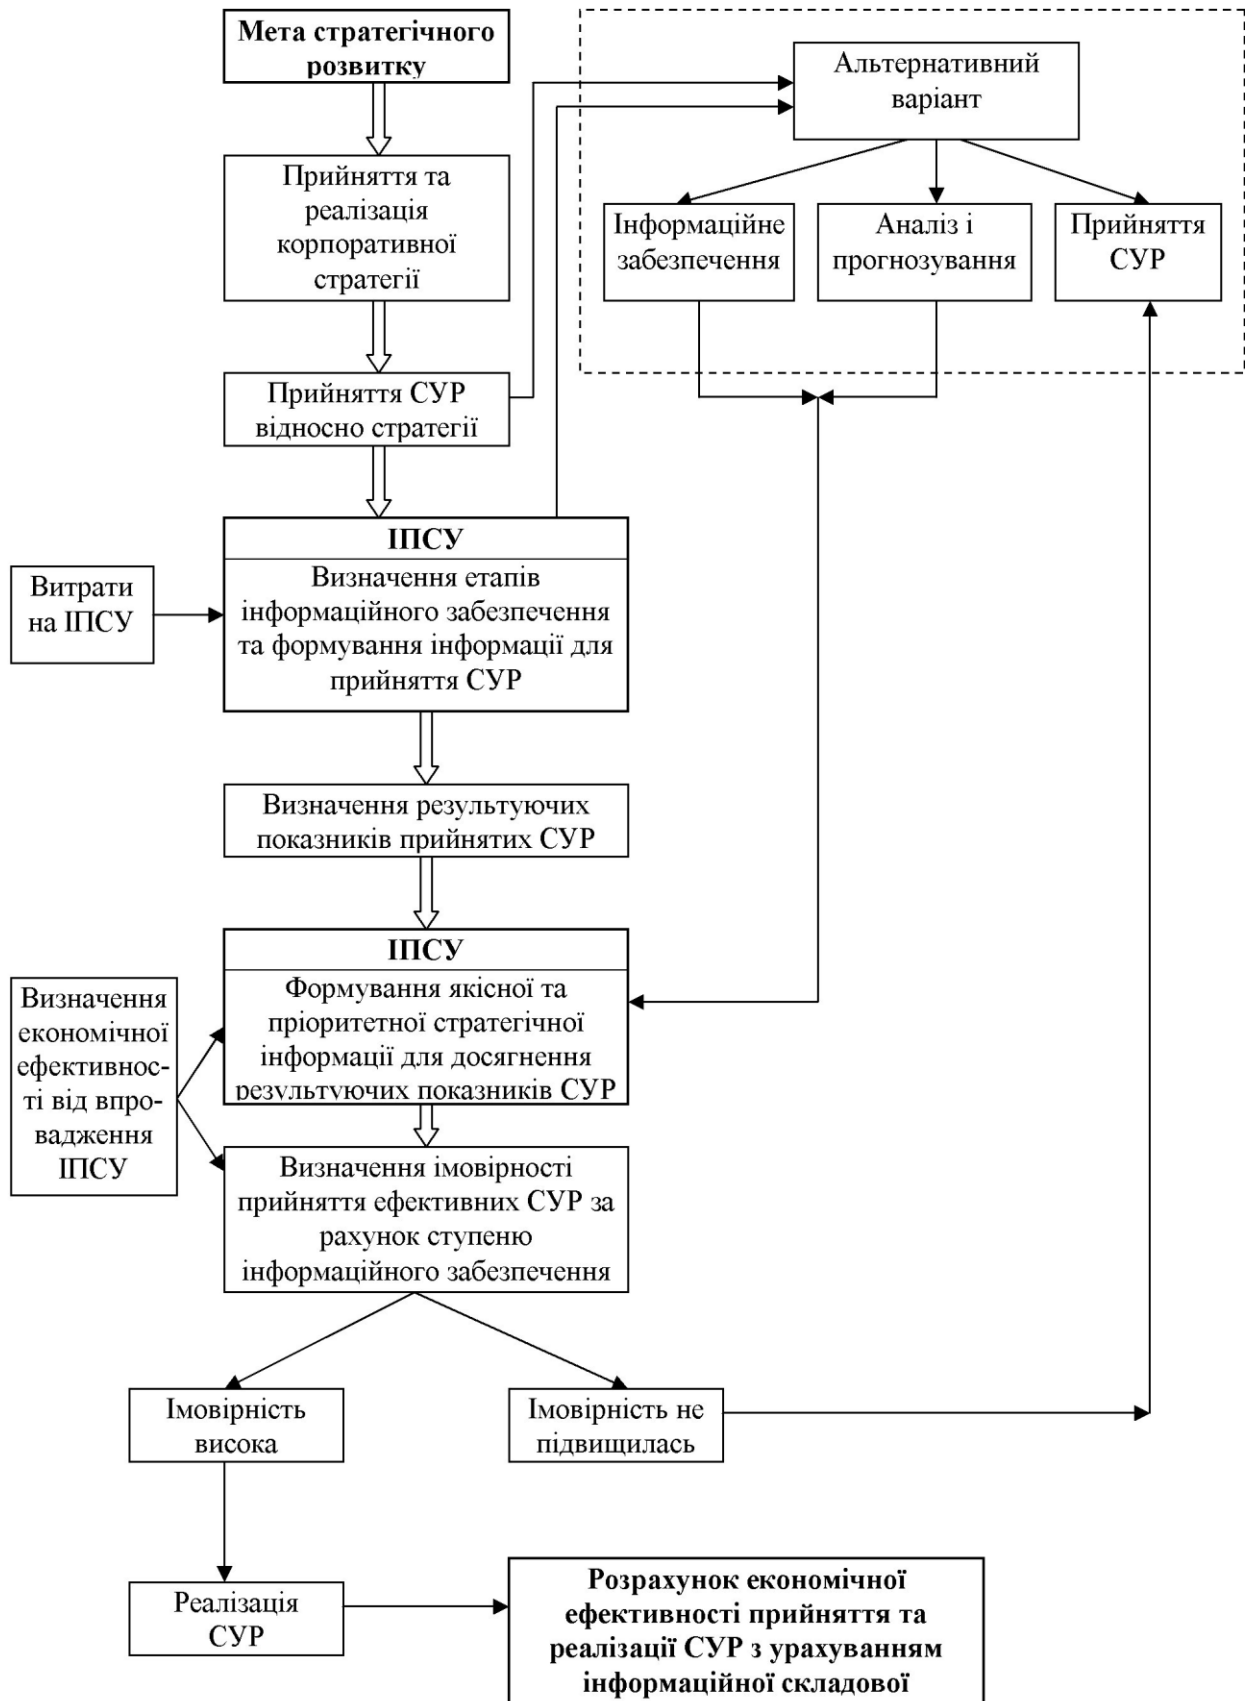 Мета стратегічного
розвитку
Альтернативний
варіант
Прийняття та
реалізація
корпоративної
стратегії
Інформаційне
забезпечення
Аналіз і
прогнозування
Прийняття
СУР
Прийняття СУР
відносно стратегії
ІПСУ
Визначення етапів
інформаційного забезпечення
та формування інформації для
прийняття СУР
Витрати
на ІПСУ
Визначення результуючих
показників прийнятих СУР
ІПСУ
Формування якісної та
пріоритетної стратегічної
інформації для досягнення
результуючих показників СУР
Визначення
економічної
ефективнос-
ті від впро-
вадження
ІПСУ
Визначення імовірності
прийняття ефективних СУР за
рахунок ступеню
інформаційного забезпечення
Імовірність
висока
Імовірність не
підвищилась
Реалізація
СУР
Розрахунок економічної
ефективності прийняття та
реалізації СУР з урахуванням
інформаційної складової